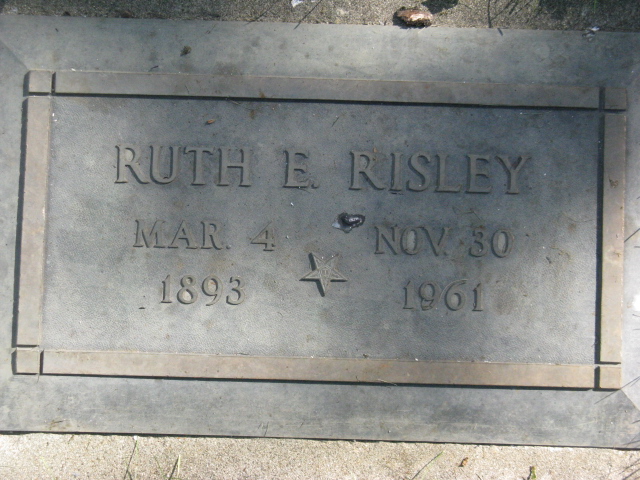 RUTH E. RISLEY
MAR. 4 NOV. 30
1893 1961